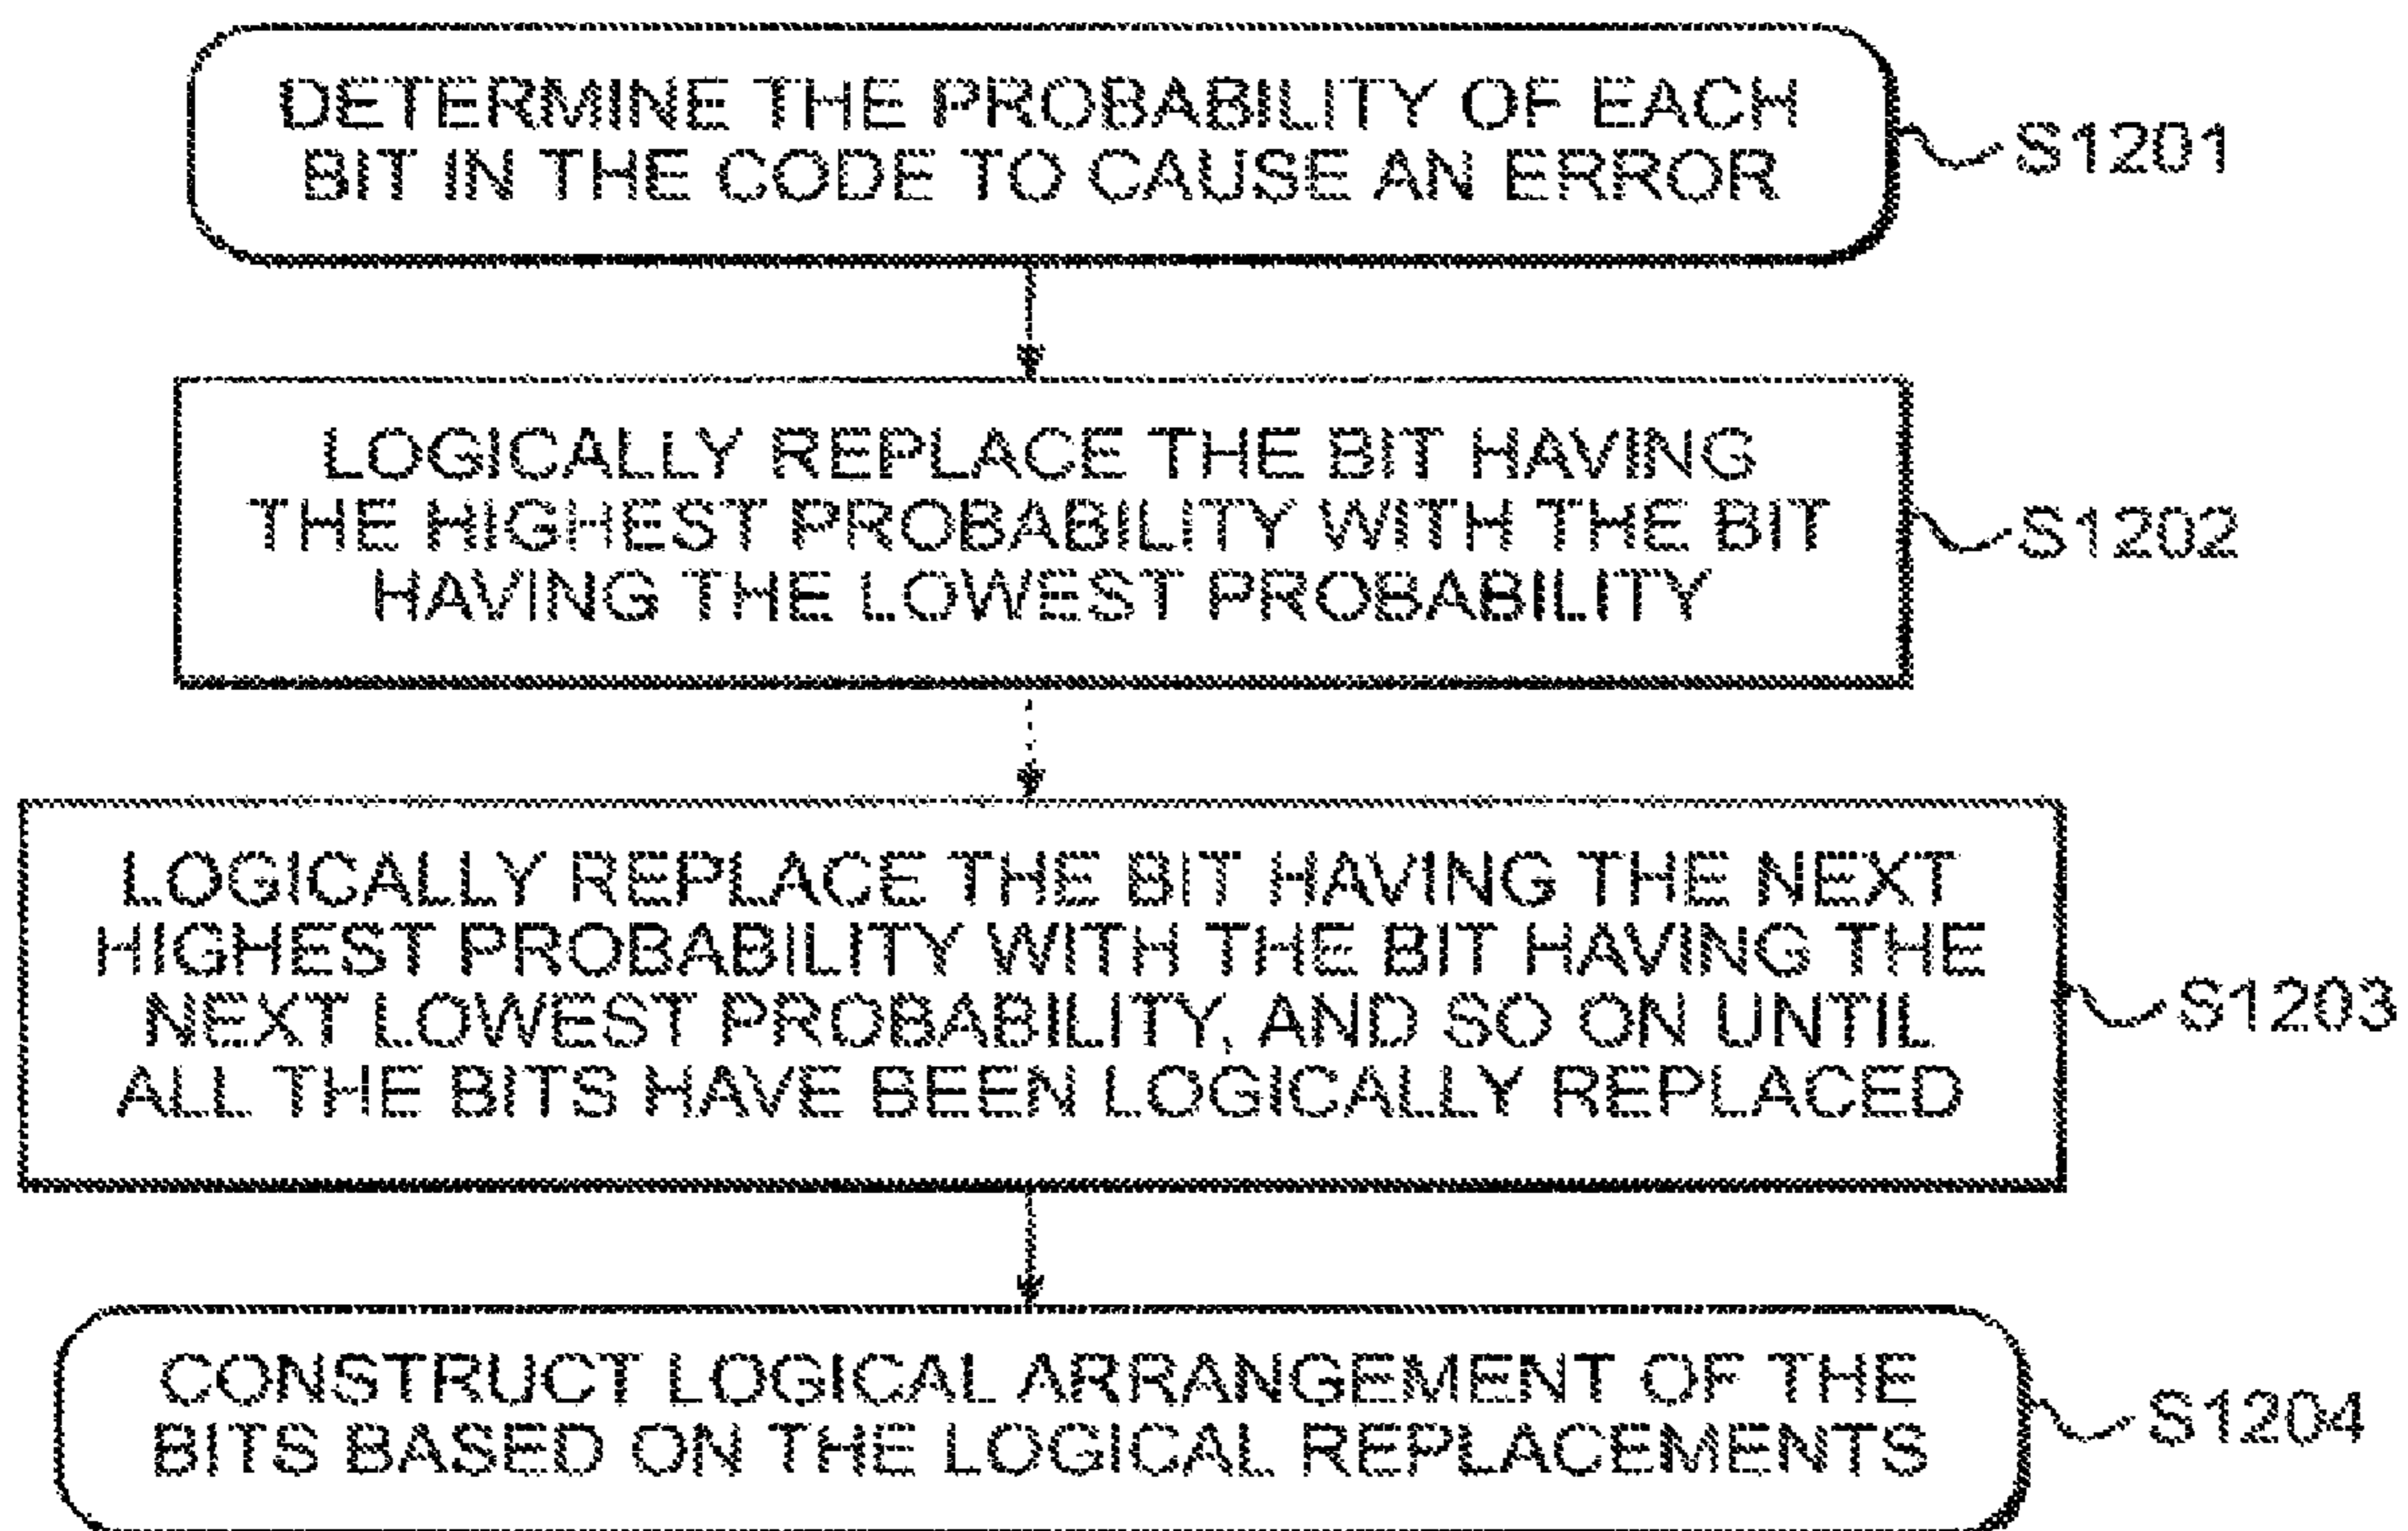 DETERMINE THE PROBABILITY OF EACH
BIT IN THE CODE TO CAUSE AN ERROR
S1201
LOGICALLY REPLACE THE BIT HAVING
THE HIGHEST PROBABILITY WITH THE BIT
HAVING THE LOWEST PROBABILITY
S1202
LOGICALLY REPLACE THE BIT HAVING THE NEXT
HIGHEST PROBABILITY WITH THE BIT HAVING THE
NEXT LOWEST PROBABILITY, AND SO ON UNTIL
ALL THE BITS HAVE BEEN LOGICALLY REPLACED
S1203
CONSTRUCT LOGICAL ARRANGEMENT OF THE
BITS BASED ON THE LOGICAL REPLACEMENTS
S1204